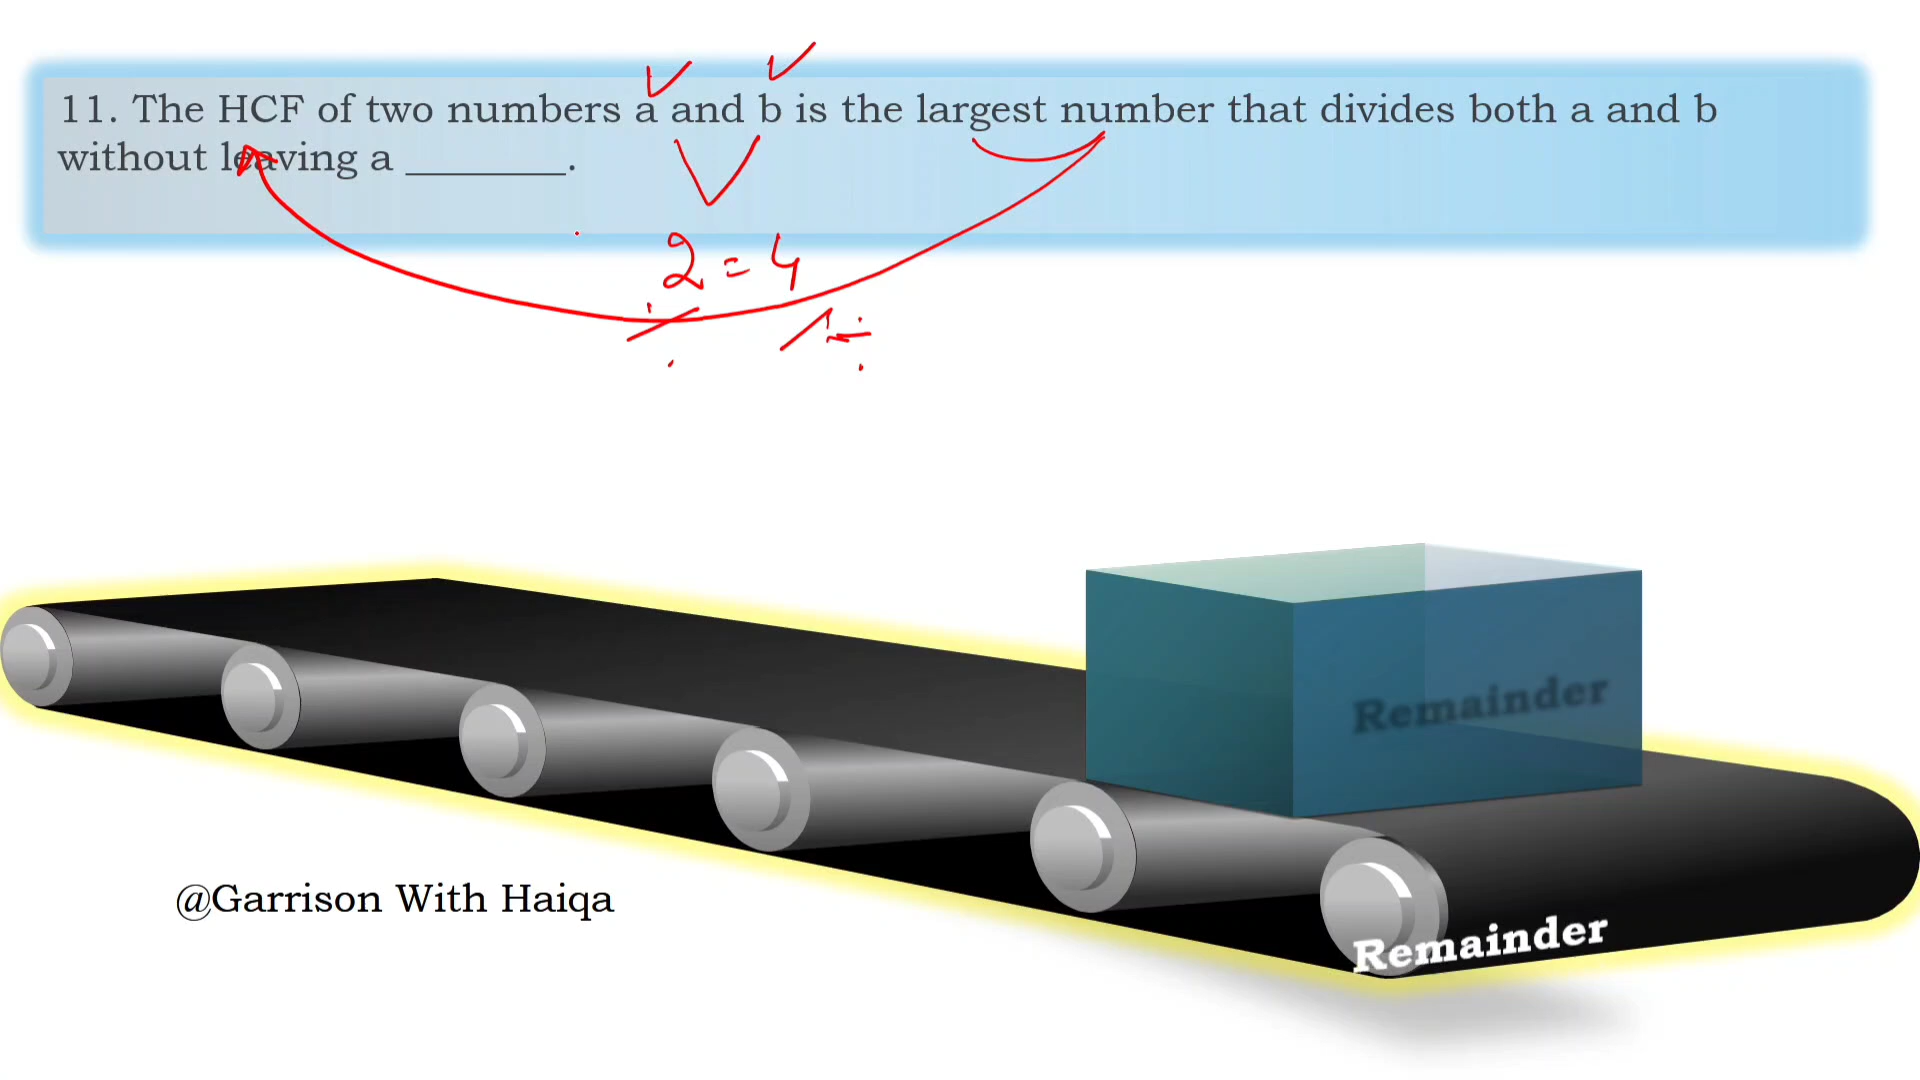 11. The HCF of two numbers a and b is the largest number that divides both a and b
without leaving a ________.
2 = 4
Remainder
@Garrison With Haiqa
Remainder